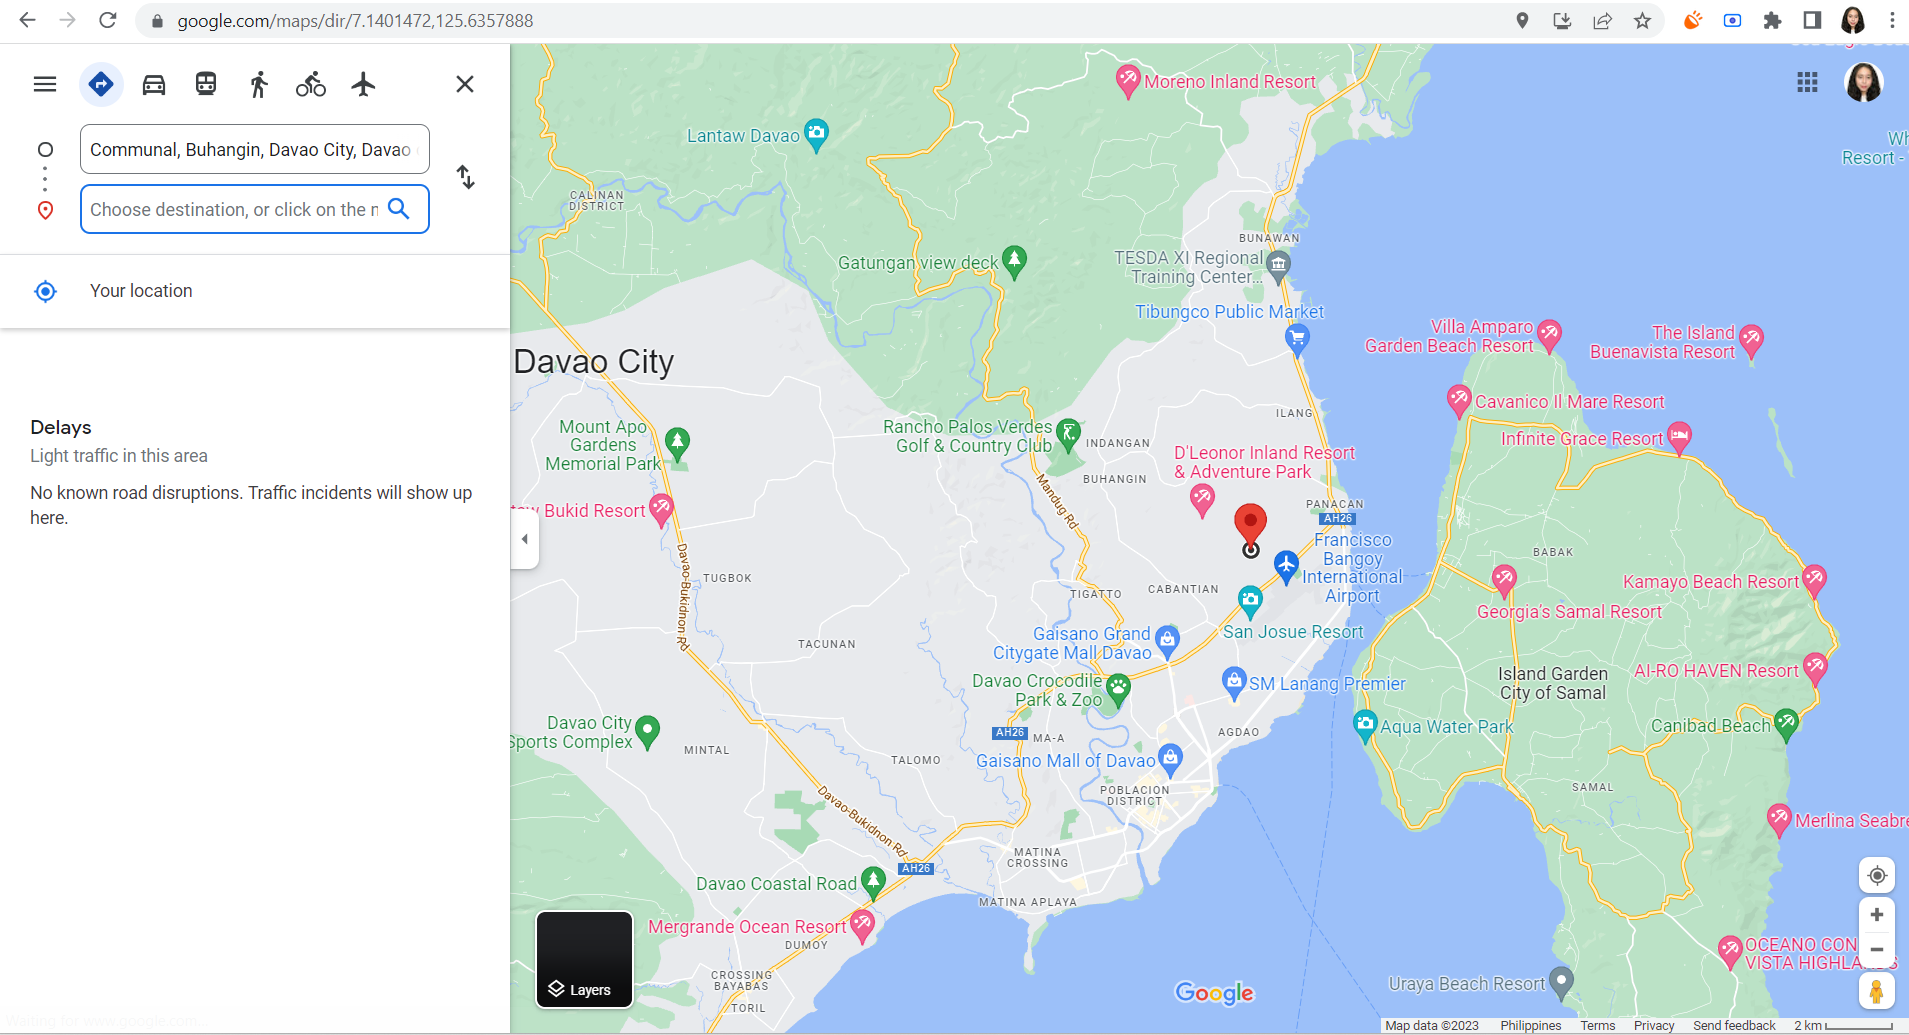 google.com/maps/dir/7.1401472,125.6357888
Communal, Buhangin, Davao City, Davao
Choose destination, or click on the
Your location
Delays
Light traffic in this area
No known road disruptions. Traffic incidents will show up
here.
Moreno Inland Resort
Lantaw Davao
Resort -
CALINAN
DISTRICT
BUNAWAN
Gatungan view deck
TESDA XI Regional
Training Center...
Tibungco Public Market
Villa Amparo
Garden Beach Resort
The Island
Buenavista Resort
Davao City
Cavanico Il Mare Resort
ILANG
Mount Apo
Gardens
Memorial Park
Rancho Palos Verdes
Golf & Country Club
INDANGAN
Infinite Grace Resort
D'Leonor Inland Resort
& Adventure Park
BUHANGIN
Mandug Rd
PANACAN
AH26
Bukid Resort
Francisco
Bangoy
International
Airport
BABAK
Davao-Bukidnon Rd
TUGBOK
CABANTIAN
TIGATTO
Kamayo Beach Resort
Georgia's Samal Resort
San Josue Resort
Gaisano Grand
Citygate Mall Davao
TACUNAN
Island Garden
City of Samal
AI-RO HAVEN Resort
Davao Crocodile
Park & Zoo
SM Lanang Premier
Davao City
Sports Complex
AH26
MA-A
AGDAO
Aqua Water Park
Canibad Beach
MINTAL
TALOMO
Gaisano Mall of Davao
POBLACION
DISTRICT
SAMAL
Davao-Bukidnon Rd
Merlina
MATINA
CROSSING
AH26
Davao Coastal Road
MATINA APLAYA
Mergrande Ocean Resort
DUMOY
OCEANO
VISTA
CROSSING
BAYABAS
TORIL
Uraya Beach Resort
Layers
Google
Waiting for www.google.com...
Map data ©2023 Philippines Terms Privacy Send feedback 2 km